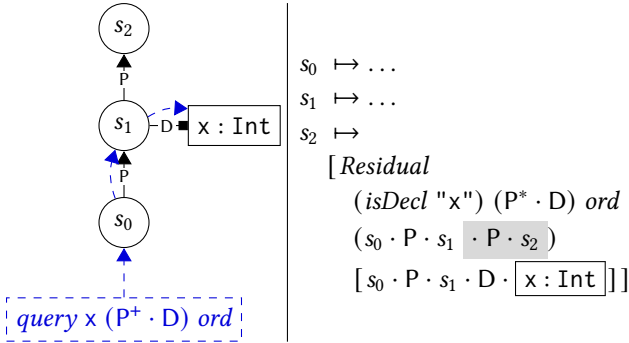 s₂
P
s₁
D
x : Int
P
s₀
query x (P⁺ · D) ord
s₀ ↦ …
s₁ ↦ …
s₂ ↦
[Residual
(isDecl "x") (P* · D) ord
(s₀ · P · s₁ · P · s₂)
[s₀ · P · s₁ · D · x : Int]]